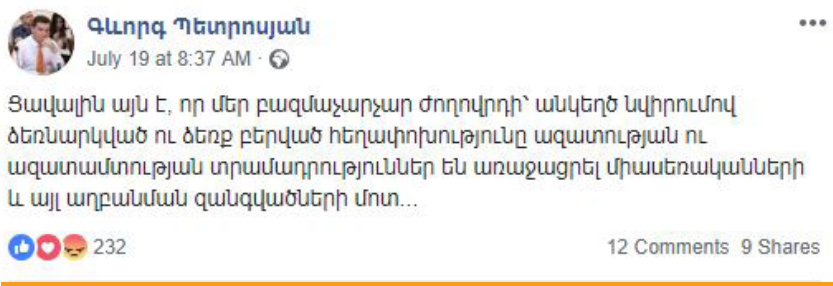 Գևորգ Պետրոսյան
July 19 at 8:37 AM ·
Ցավալին այն է, որ մեր բազմաչարչար ժողովրդի՝ անկեղծ նվիրումով
ձեռնարկված ու ձեռք բերված հեղափոխությունը ազատության ու
ազատամտության տրամադրություններ են առաջացրել միասեռականների
և այլ աղբանման զանգվածների մոտ...
232
12 Comments 9 Shares